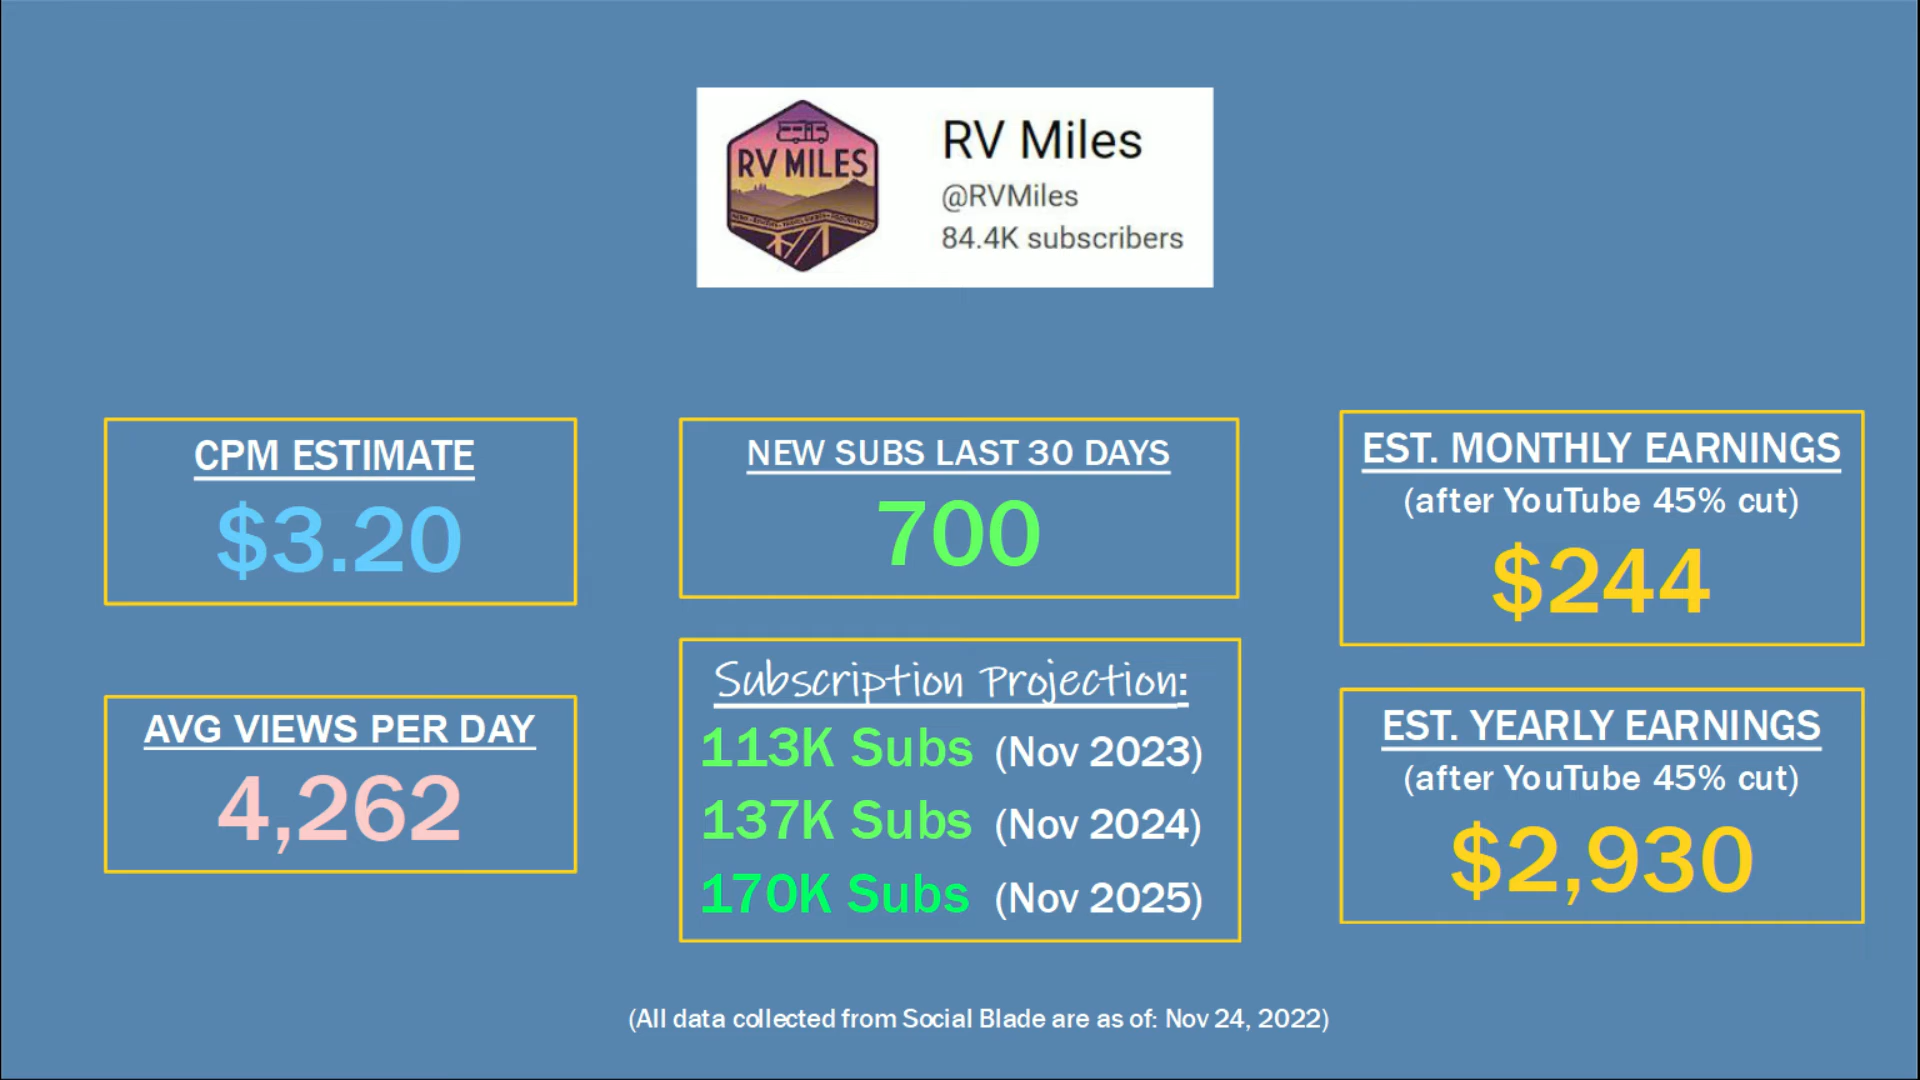 RV MILES
RV Miles
@RVMiles
84.4K subscribers
CPM ESTIMATE
$3.20
AVG VIEWS PER DAY
4,262
NEW SUBS LAST 30 DAYS
700
Subscription Projection:
113K Subs (Nov 2023)
137K Subs (Nov 2024)
170K Subs (Nov 2025)
EST. MONTHLY EARNINGS
(after YouTube 45% cut)
$244
EST. YEARLY EARNINGS
(after YouTube 45% cut)
$2,930
(All data collected from Social Blade are as of: Nov 24, 2022)